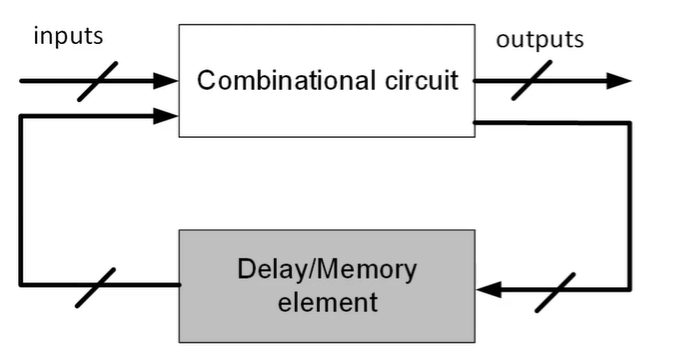 inputs
outputs
Combinational circuit
Delay/Memory
element